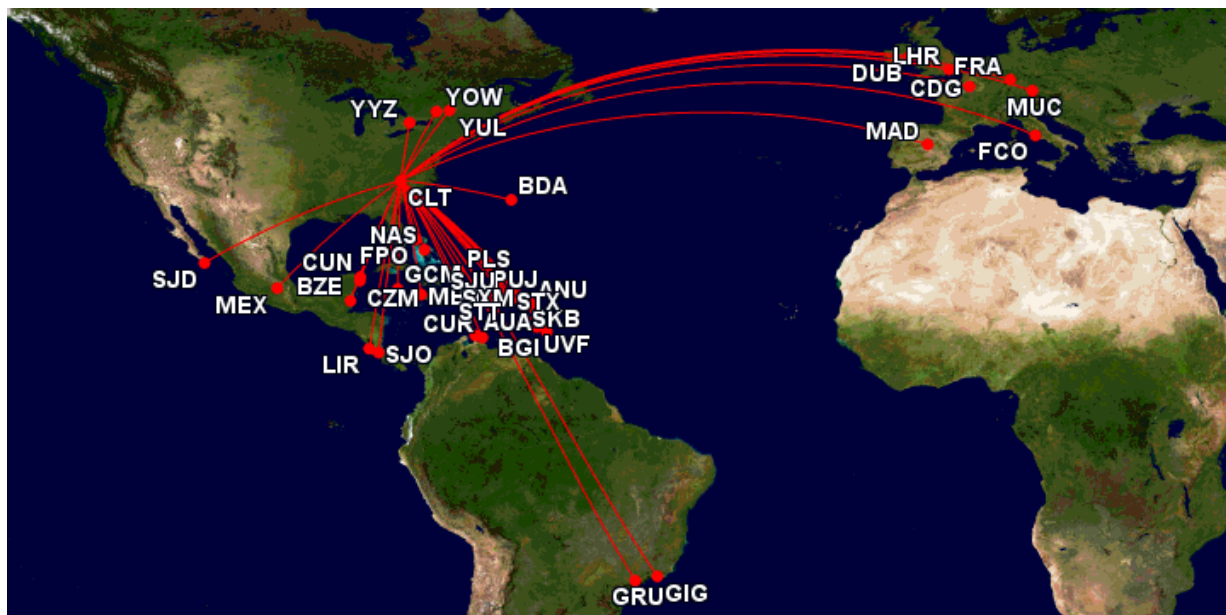 LHR
DUB
FRA
CDG
MUC
YYZ
YOW
YUL
MAD
FCO
CLT
BDA
NAS
FPO
CUN
BZE
SJD
MEX
PLS
GCM
SJU
PUJ
ANU
CZM
SXM
STX
STT
SKB
CUR
AUA
BGI
UVF
LIR
SJO
GRU
GIG